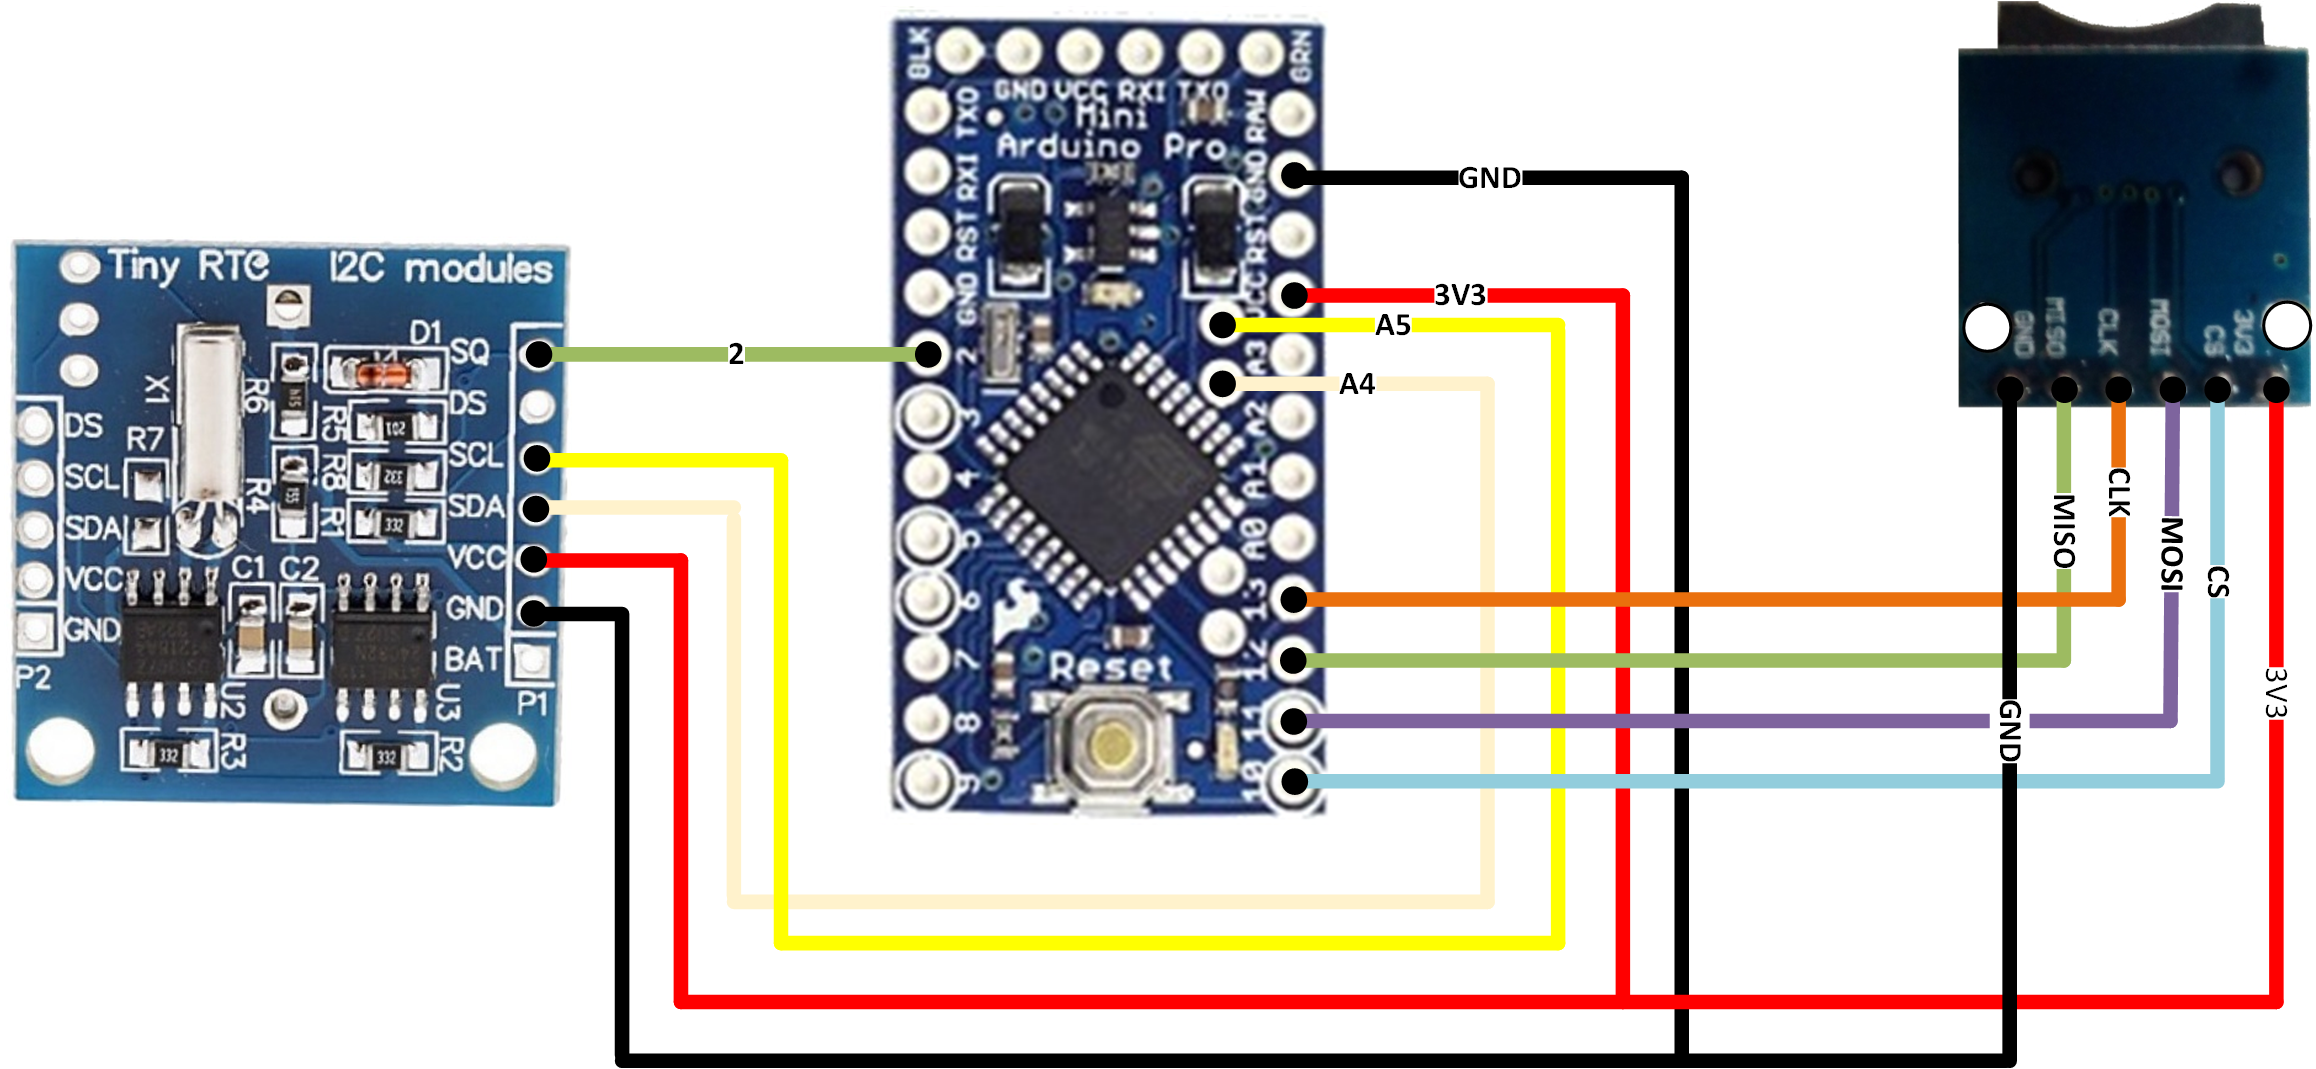 Tiny RTC I2C modules
D1
SQ
DS
SCL
SDA
VCC
GND
BAT
P1
X1
R6
R5
R8
R4
R1
R7
201
332
332
DS
SCL
SDA
VCC
GND
P2
C1 C2
U2
U3
R3
R2
332
332
2
BLK
GRN
GND VCC RXI TXO
Mini
Arduino Pro
TXO
RXI
RST
GND
2
3
4
5
6
7
8
9
RAW
GND
RST
VCC
A3
A2
A1
A0
13
12
11
10
Reset
GND
3V3
A5
A4
GND
MISO
CLK
MOSI
CS
3V3
MISO
CLK
MOSI
CS
GND
3V3